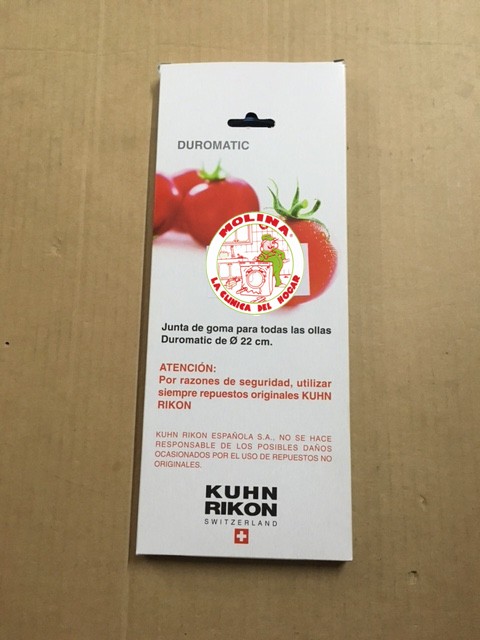 DUROMATIC
MOLINA
LA CLINICA DEL HOGAR
Junta de goma para todas las ollas
Duromatic de Ø 22 cm.
ATENCIÓN:
Por razones de seguridad, utilizar
siempre repuestos originales KUHN
RIKON
KUHN RIKON ESPAÑOLA S.A., NO SE HACE
RESPONSABLE DE LOS POSIBLES DAÑOS
OCASIONADOS POR EL USO DE REPUESTOS NO
ORIGINALES.
KUHN
RIKON
SWITZERLAND